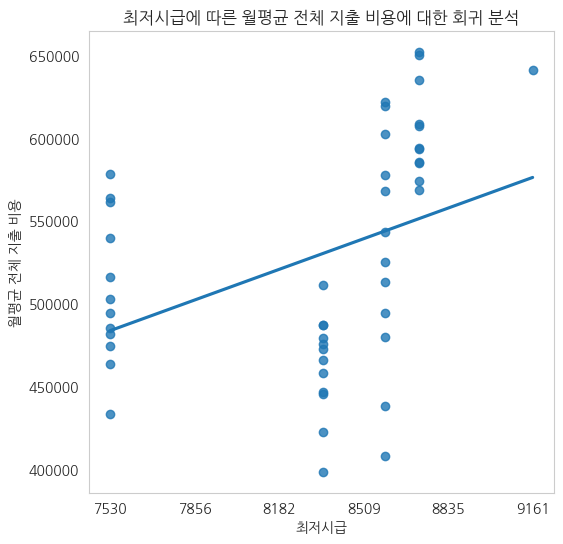 최저시급에 따른 월평균 전체 지출 비용에 대한 회귀 분석
월평균 전체 지출 비용
650000
600000
550000
500000
450000
400000
7530 7856 8182 8509 8835 9161
최저시급